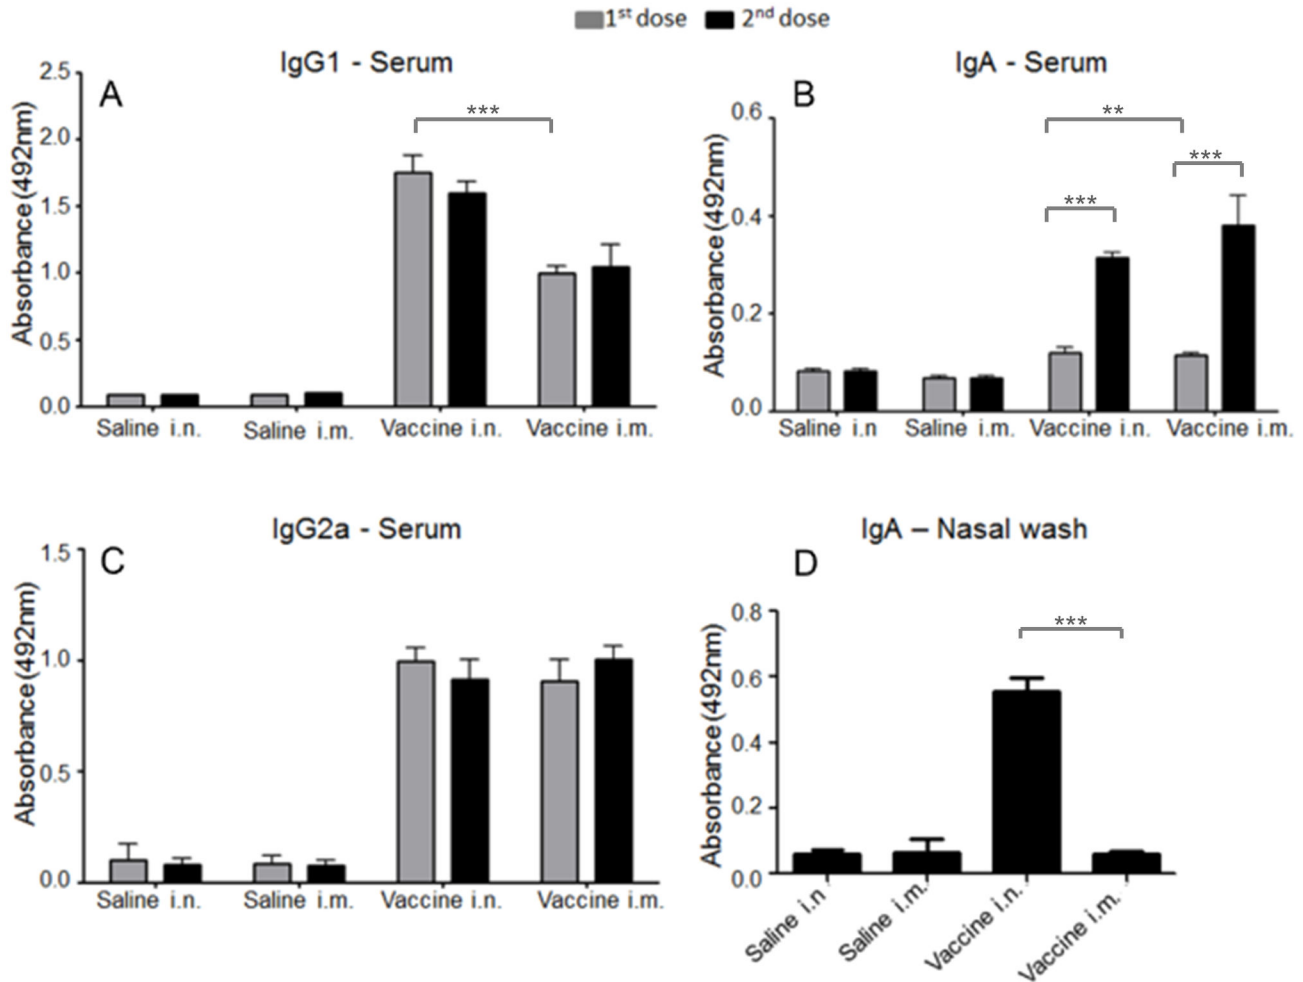 1st dose 2nd dose
IgG1 - Serum
A
***
Absorbance (492nm)
2.5
2.0
1.5
1.0
0.5
0.0
Saline i.n. Saline i.m. Vaccine i.n. Vaccine i.m.
IgA - Serum
B
**
***
***
Absorbance (492nm)
0.6
0.4
0.2
0.0
Saline i.n Saline i.m. Vaccine i.n. Vaccine i.m.
IgG2a - Serum
C
Absorbance (492nm)
1.5
1.0
0.5
0.0
Saline i.n. Saline i.m. Vaccine i.n. Vaccine i.m.
IgA – Nasal wash
D
***
Absorbance (492nm)
0.8
0.6
0.4
0.2
0.0
Saline i.n
Saline i.m.
Vaccine i.n.
Vaccine i.m.